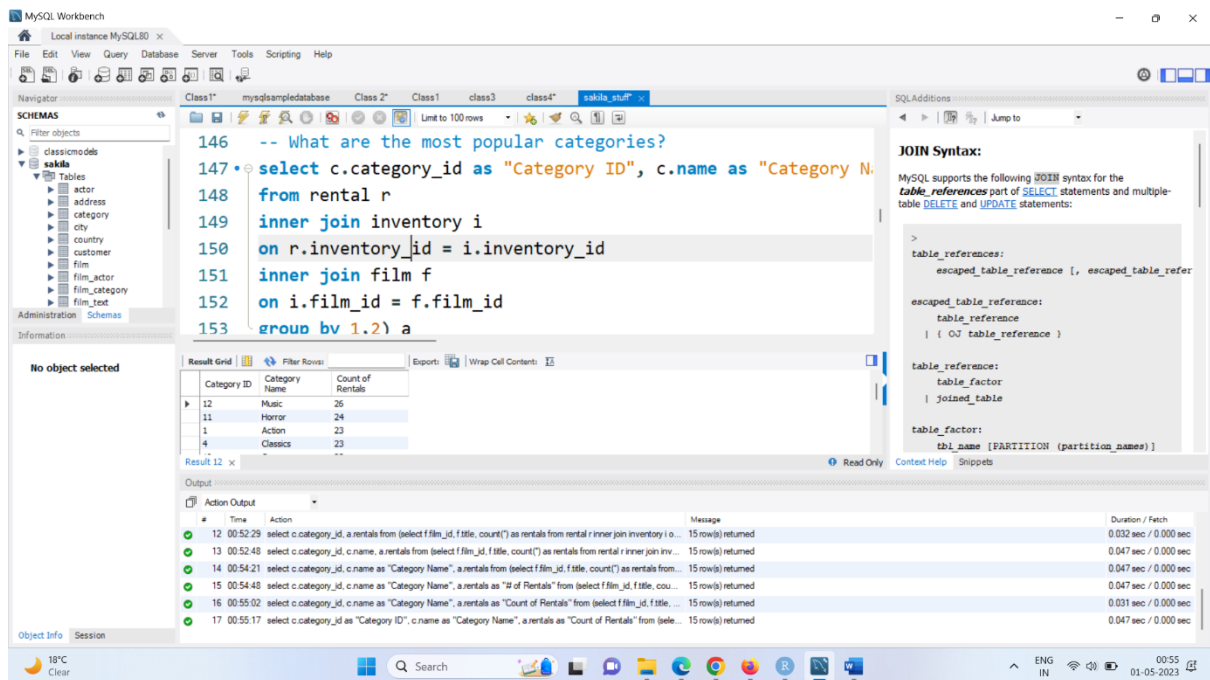 MySQL Workbench
Local instance MySQL80
File Edit View Query Database Server Tools Scripting Help
Navigator
SCHEMAS
Filter objects
classicmodels
sakila
Tables
actor
address
category
city
country
customer
film
film_actor
film_category
film_text
Administration Schemas
Information
No object selected
Object Info Session
Class1* mysqlsampledatabase Class 2* Class1 class3 class4* sakila_stuff*
Limit to 100 rows
146 -- What are the most popular categories?
147 select c.category_id as "Category ID", c.name as "Category N
148 from rental r
149 inner join inventory i
150 on r.inventory_id = i.inventory_id
151 inner join film f
152 on i.film_id = f.film_id
153 group by 1,2) a
Result Grid Filter Rows: Export: Wrap Cell Content:
Category ID Category Name Count of Rentals
12 Music 26
11 Horror 24
1 Action 23
4 Classics 23
Result 12 Read Only
SQLAdditions
Jump to
JOIN Syntax:
MySQL supports the following JOIN syntax for the
table_references part of SELECT statements and multiple-
table DELETE and UPDATE statements:
>
table_references:
escaped_table_reference [, escaped_table_refer
escaped_table_reference:
table_reference
| { OJ table_reference }
table_reference:
table_factor
| joined_table
table_factor:
tbl_name [PARTITION (partition_names)]
Context Help Snippets
Output
Action Output
# Time Action Message Duration / Fetch
12 00:52:29 select c.category_id, a.rentals from (select f.film_id, f.title, count(*) as rentals from rental r inner join inventory i o... 15 row(s) returned 0.032 sec / 0.000 sec
13 00:52:48 select c.category_id, c.name, a.rentals from (select f.film_id, f.title, count(*) as rentals from rental r inner join inv... 15 row(s) returned 0.047 sec / 0.000 sec
14 00:54:21 select c.category_id, c.name as "Category Name", a.rentals from (select f.film_id, f.title, count(*) as rentals from... 15 row(s) returned 0.047 sec / 0.000 sec
15 00:54:48 select c.category_id, c.name as "Category Name", a.rentals as "# of Rentals" from (select f.film_id, f.title, cou... 15 row(s) returned 0.047 sec / 0.000 sec
16 00:55:02 select c.category_id, c.name as "Category Name", a.rentals as "Count of Rentals" from (select f.film_id, f.title, ... 15 row(s) returned 0.031 sec / 0.000 sec
17 00:55:17 select c.category_id as "Category ID", c.name as "Category Name", a.rentals as "Count of Rentals" from (sele... 15 row(s) returned 0.047 sec / 0.000 sec
18°C
Clear
Search
ENG
IN
00:55
01-05-2023